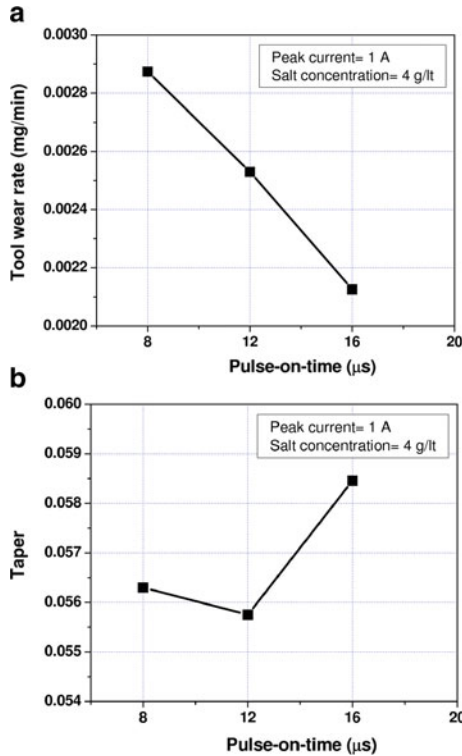 a
0.0030
0.0028
0.0026
0.0024
0.0022
0.0020
Tool wear rate (mg/min)
Peak current= 1 A
Salt concentration= 4 g/lt
8 12 16 20
Pulse-on-time (μs)
b
0.060
0.059
0.058
0.057
0.056
0.055
0.054
Taper
Peak current= 1 A
Salt concentration= 4 g/lt
8 12 16 20
Pulse-on-time (μs)